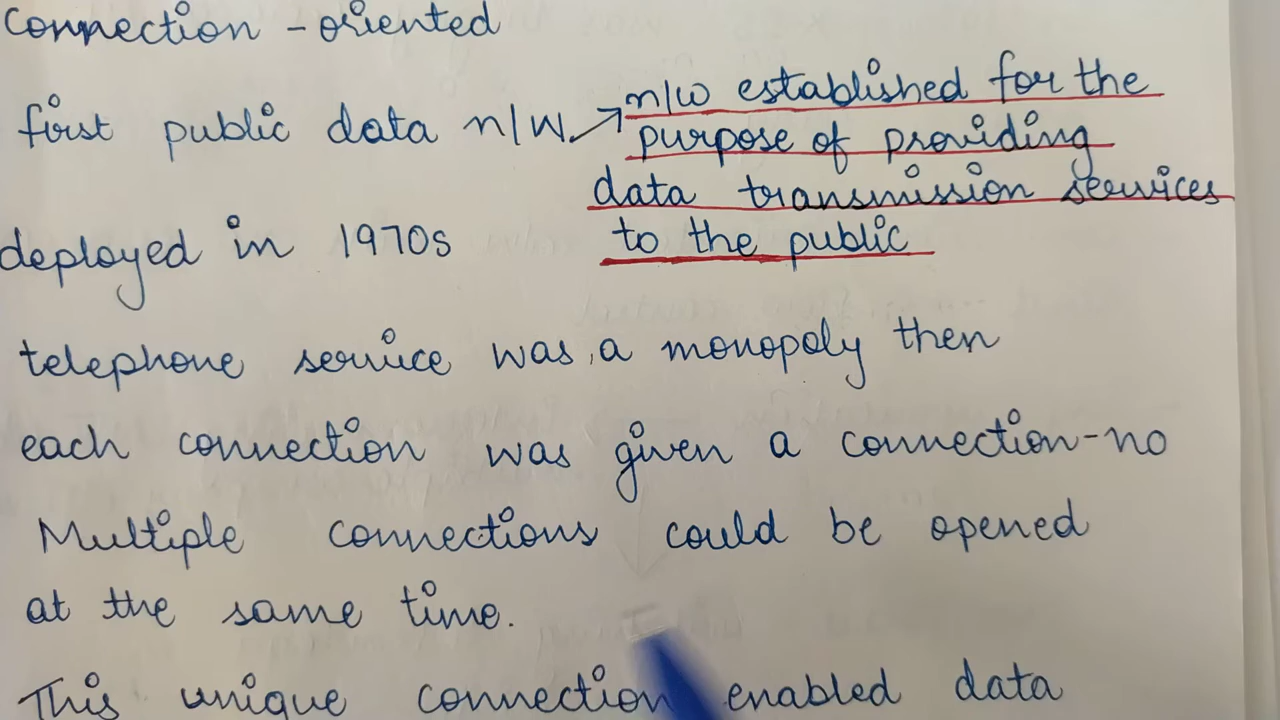 connection - oriented
first public data n/w → n/w established for the
purpose of providing
data transmission services
to the public
deployed in 1970s
telephone service was a monopoly then
each connection was given a connection-no
Multiple connections could be opened
at the same time.
This unique connection enabled data